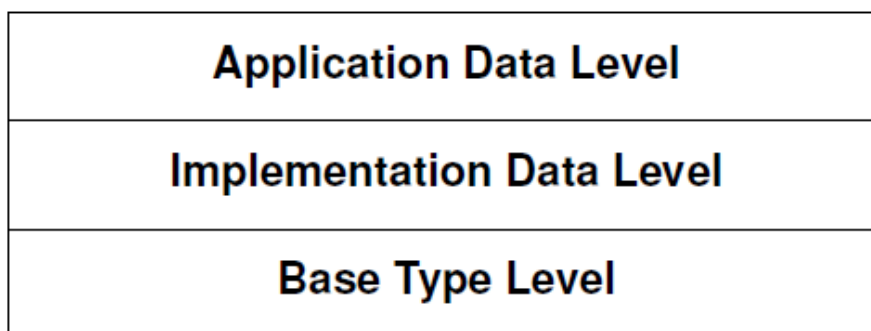 Application Data Level
Implementation Data Level
Base Type Level